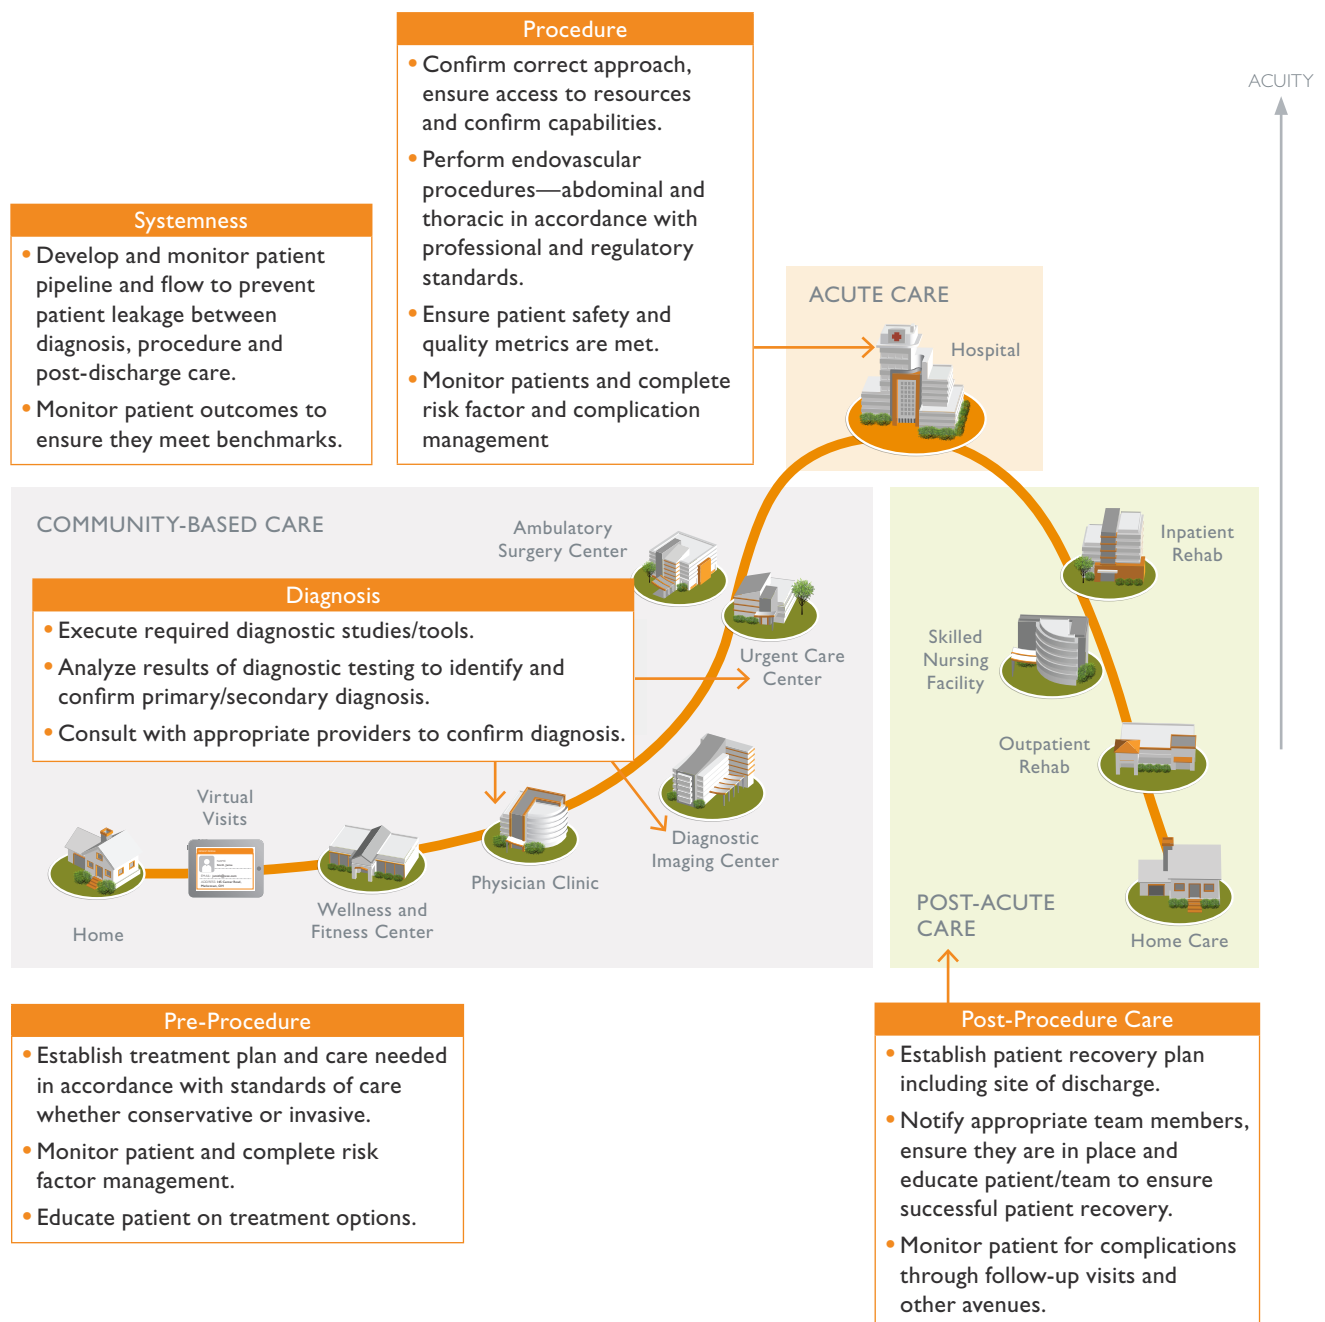 Procedure
• Confirm correct approach,
ensure access to resources
and confirm capabilities.
• Perform endovascular
procedures—abdominal and
thoracic in accordance with
professional and regulatory
standards.
• Ensure patient safety and
quality metrics are met.
• Monitor patients and complete
risk factor and complication
management
ACUITY
Systemness
• Develop and monitor patient
pipeline and flow to prevent
patient leakage between
diagnosis, procedure and
post-discharge care.
• Monitor patient outcomes to
ensure they meet benchmarks.
ACUTE CARE
Hospital
COMMUNITY-BASED CARE
Ambulatory
Surgery Center
Diagnosis
• Execute required diagnostic studies/tools.
• Analyze results of diagnostic testing to identify and
confirm primary/secondary diagnosis.
• Consult with appropriate providers to confirm diagnosis.
Urgent Care
Center
Virtual
Visits
Diagnostic
Imaging Center
Physician Clinic
Wellness and
Fitness Center
Home
Inpatient
Rehab
Skilled
Nursing
Facility
Outpatient
Rehab
POST-ACUTE
CARE
Home Care
Pre-Procedure
• Establish treatment plan and care needed
in accordance with standards of care
whether conservative or invasive.
• Monitor patient and complete risk
factor management.
• Educate patient on treatment options.
Post-Procedure Care
• Establish patient recovery plan
including site of discharge.
• Notify appropriate team members,
ensure they are in place and
educate patient/team to ensure
successful patient recovery.
• Monitor patient for complications
through follow-up visits and
other avenues.